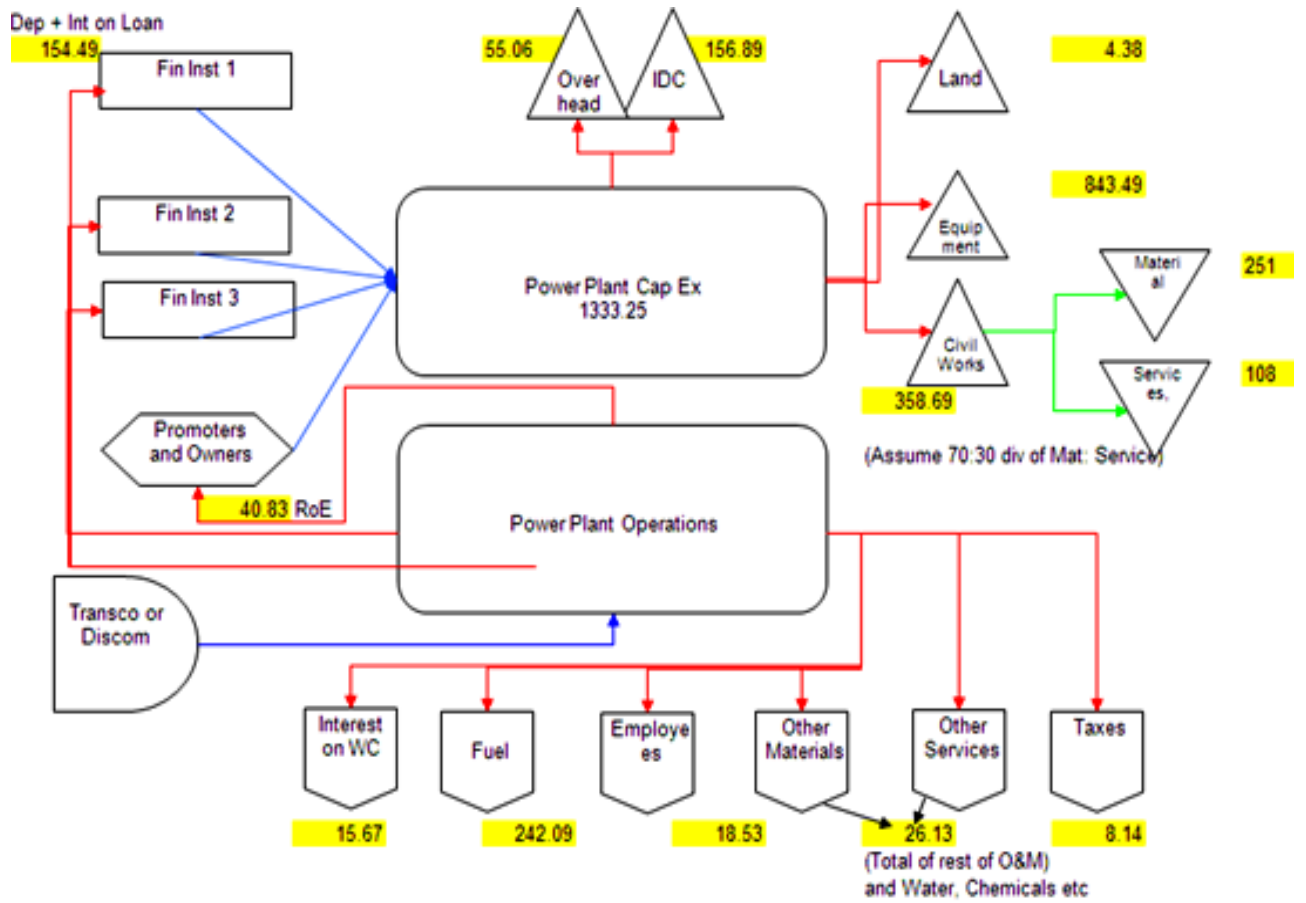 Dep + Int on Loan
154.49
Fin Inst 1
55.06
Over
head
IDC
156.89
Land
4.38
Fin Inst 2
Equip
ment
843.49
Fin Inst 3
Power Plant Cap Ex
1333.25
Materi
al
251
Civil
Works
358.69
Servic
es,
108
Promoters
and Owners
(Assume 70:30 div of Mat: Service)
40.83 RoE
Power Plant Operations
Transco or
Discom
Interest
on WC
Fuel
Employe
es
Other
Materials
Other
Services
Taxes
15.67
242.09
18.53
26.13
8.14
(Total of rest of O&M)
and Water, Chemicals etc